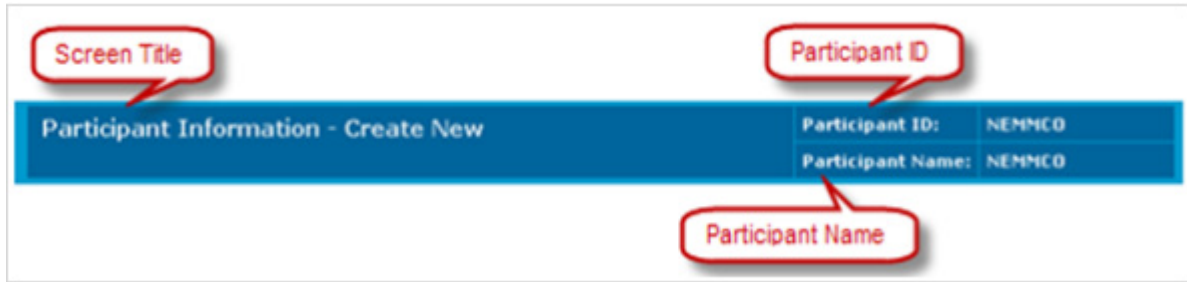 Screen Title
Participant ID
Participant Information - Create New
Participant ID: NEMMCO
Participant Name: NEMMCO
Participant Name